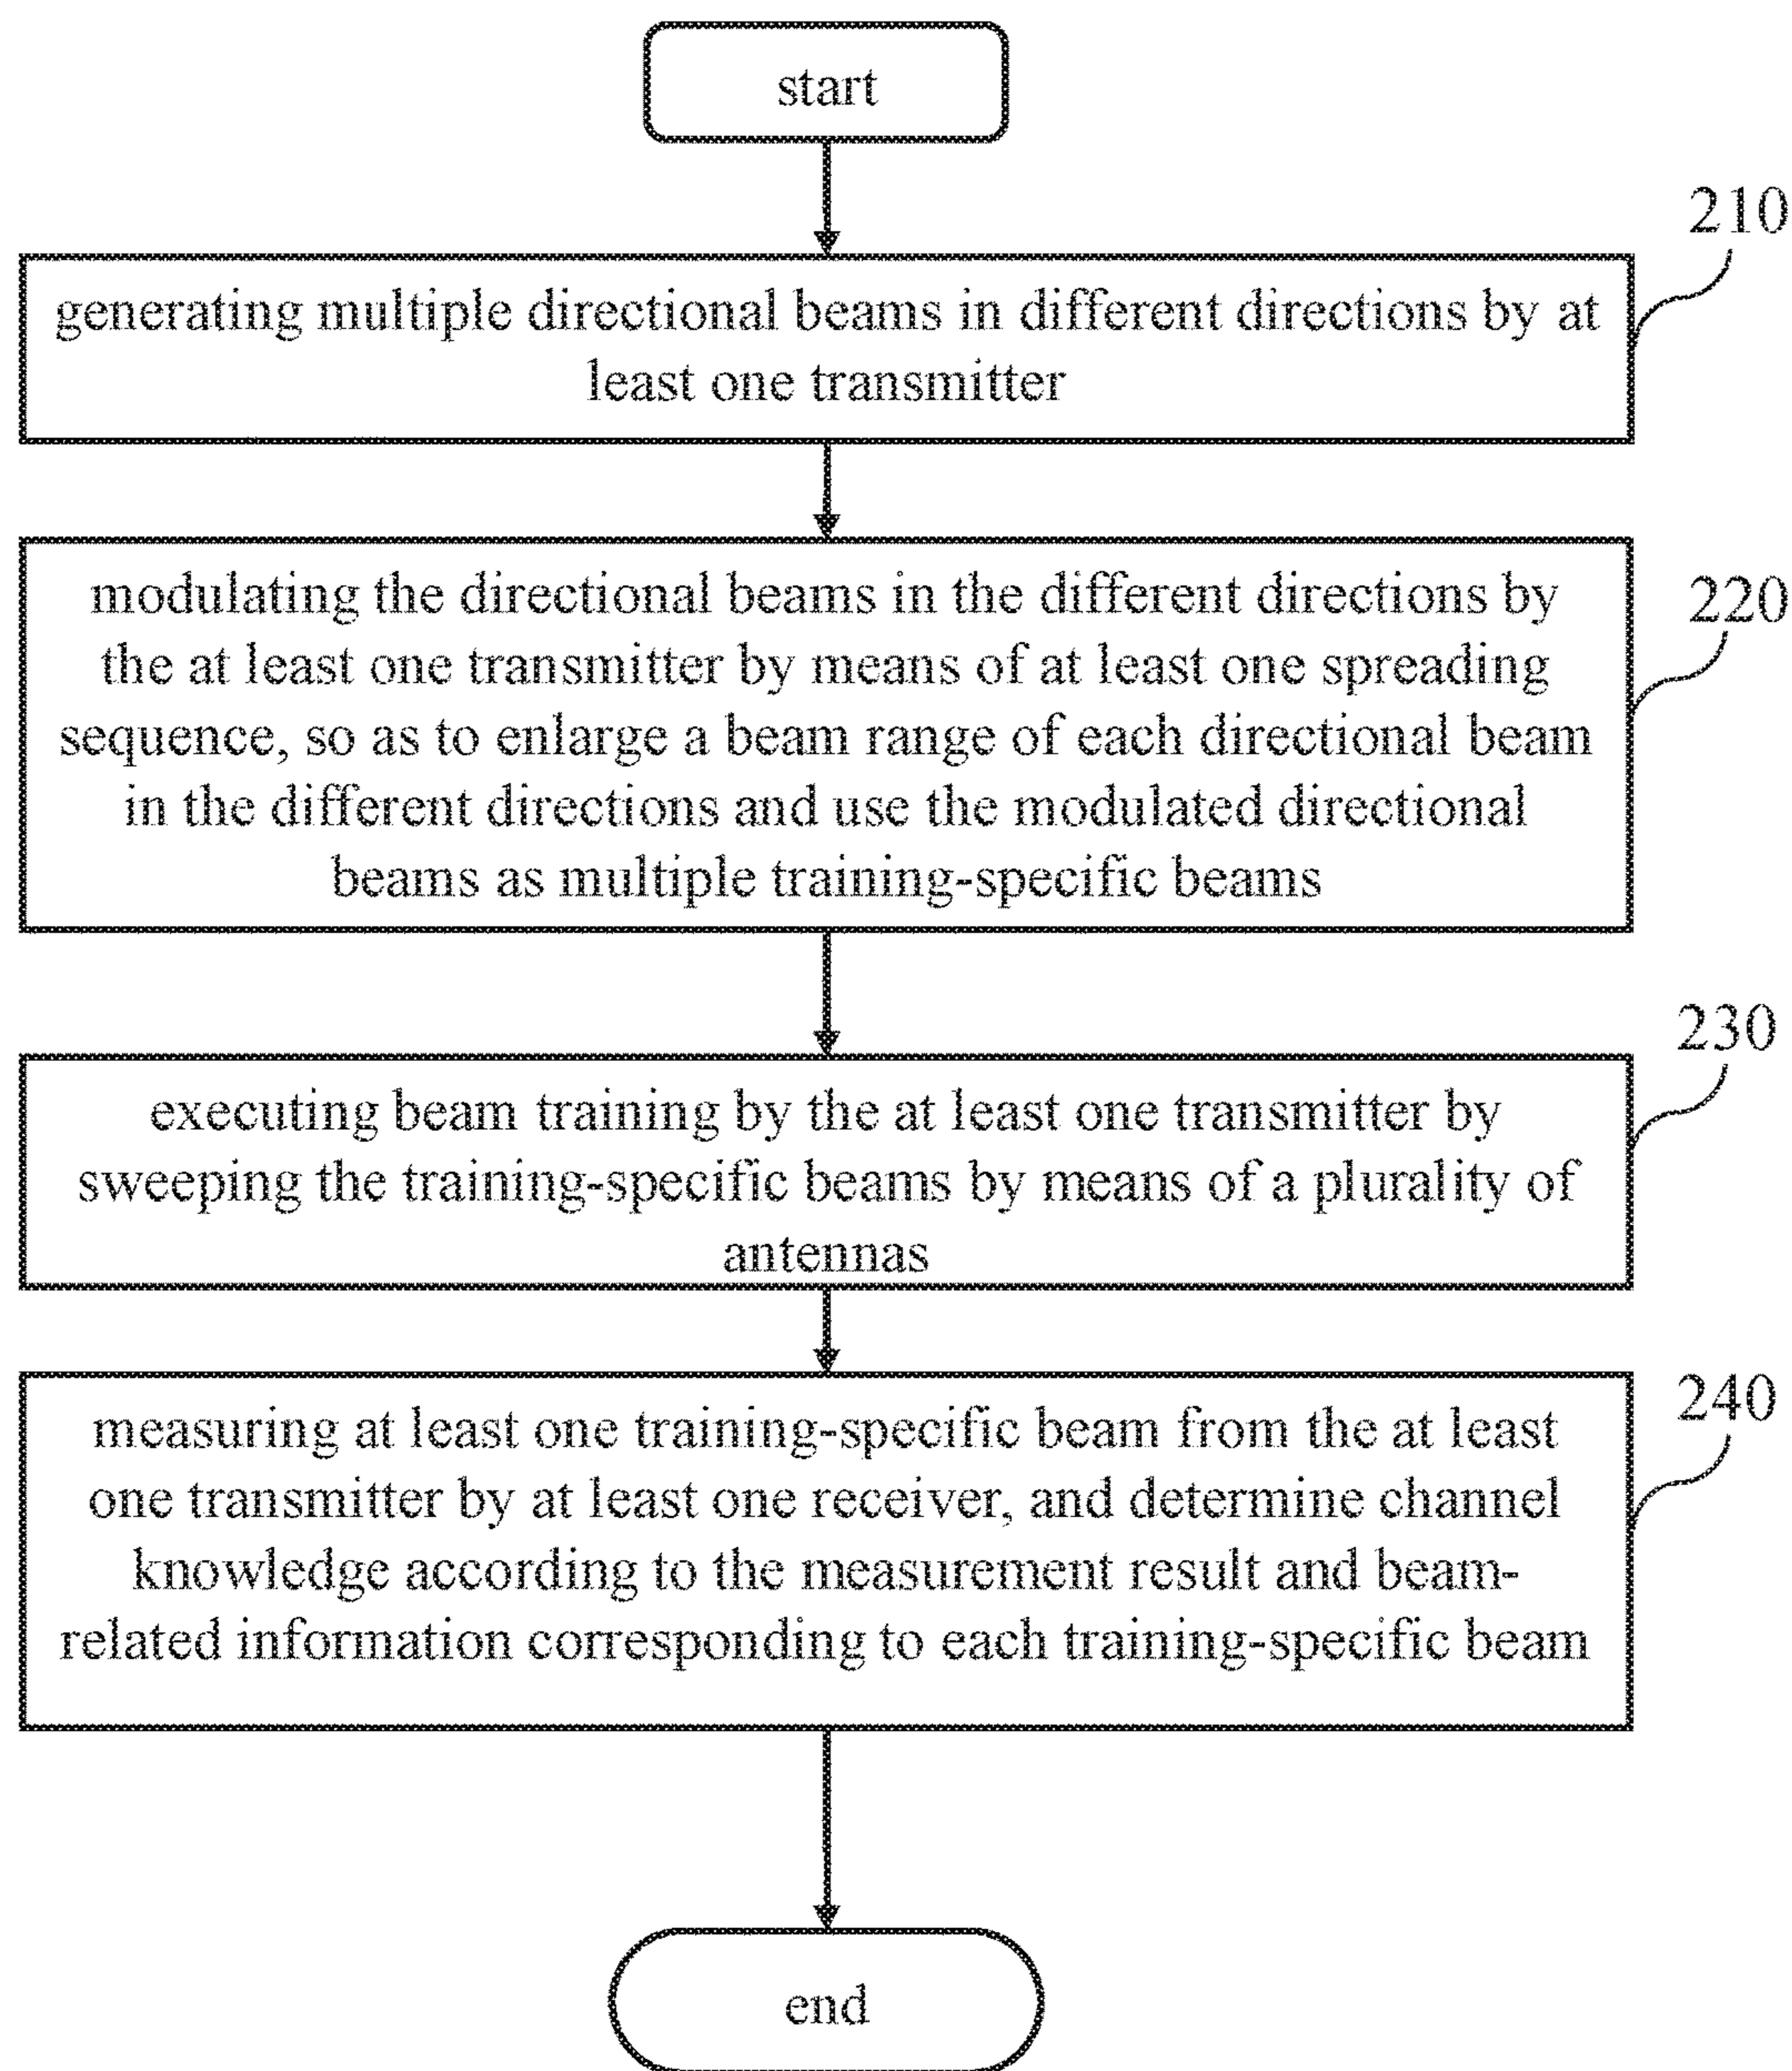 start
210
generating multiple directional beams in different directions by at
least one transmitter
220
modulating the directional beams in the different directions by
the at least one transmitter by means of at least one spreading
sequence, so as to enlarge a beam range of each directional beam
in the different directions and use the modulated directional
beams as multiple training-specific beams
230
executing beam training by the at least one transmitter by
sweeping the training-specific beams by means of a plurality of
antennas
240
measuring at least one training-specific beam from the at least
one transmitter by at least one receiver, and determine channel
knowledge according to the measurement result and beam-
related information corresponding to each training-specific beam
end